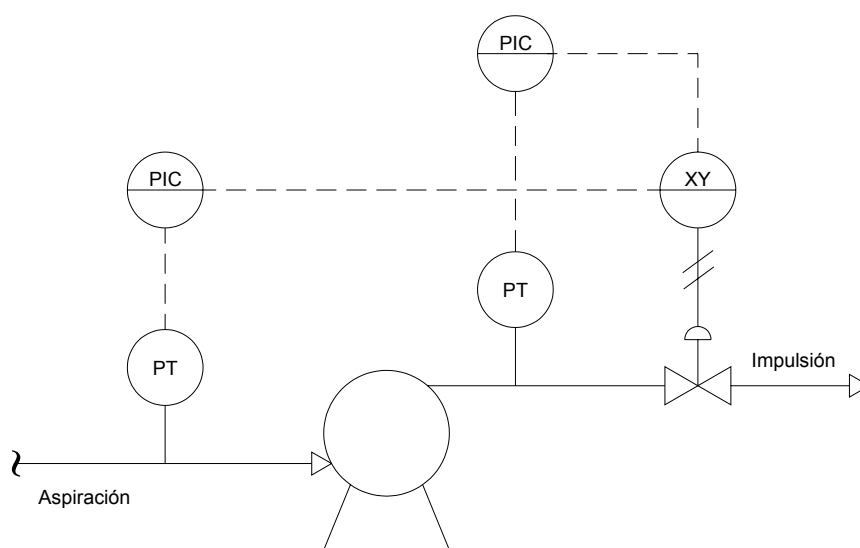 PIC
PIC
XY
PT
PT
Impulsión
Aspiración